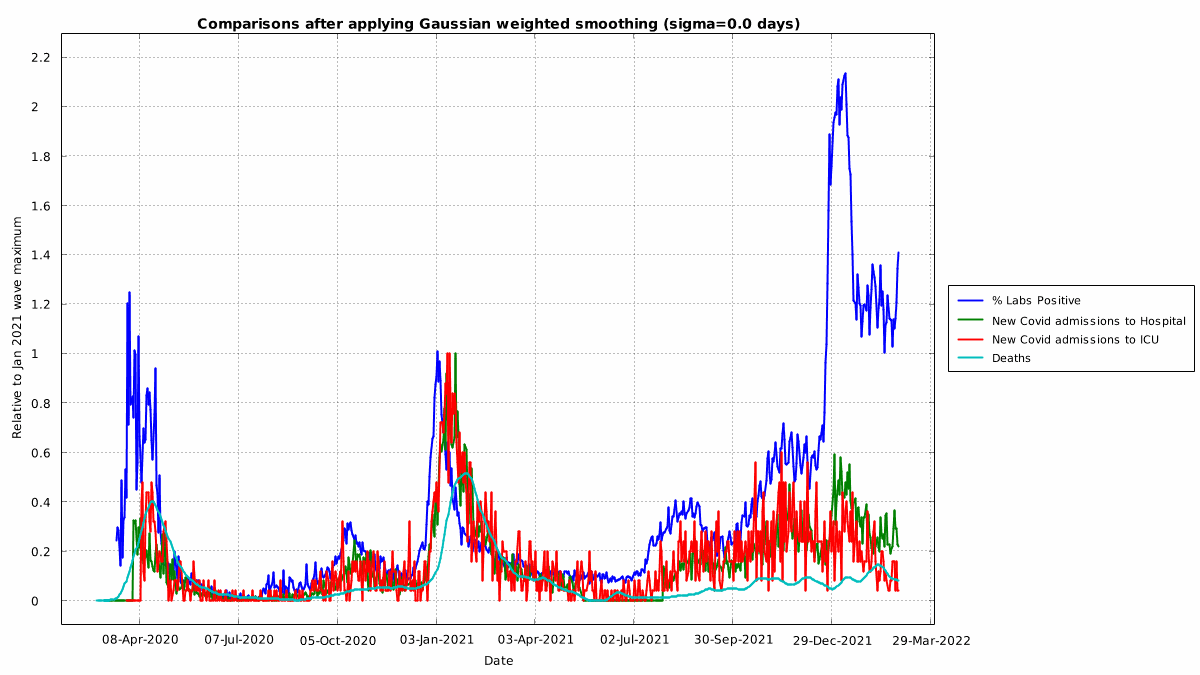 Comparisons after applying Gaussian weighted smoothing (sigma=0.0 days)
Relative to Jan 2021 wave maximum
2.2
2
1.8
1.6
1.4
1.2
1
0.8
0.6
0.4
0.2
0
08-Apr-2020 07-Jul-2020 05-Oct-2020 03-Jan-2021 03-Apr-2021 02-Jul-2021 30-Sep-2021 29-Dec-2021 29-Mar-2022
Date
% Labs Positive
New Covid admissions to Hospital
New Covid admissions to ICU
Deaths